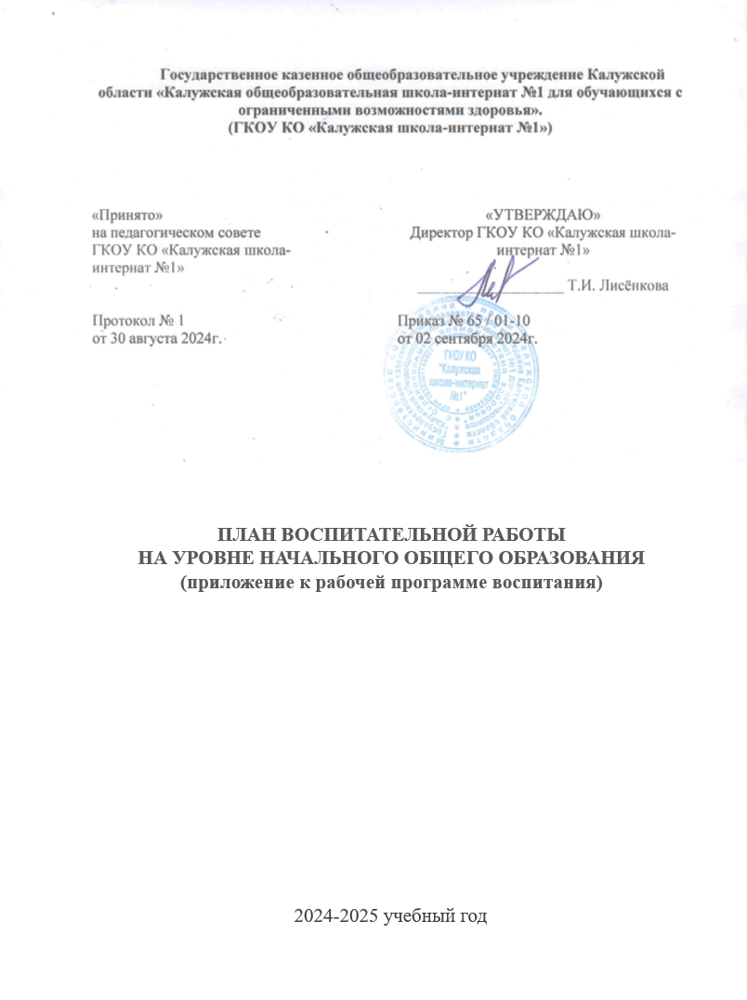 Государственное казенное общеобразовательное учреждение Калужской
области «Калужская общеобразовательная школа-интернат №1 для обучающихся с
ограниченными возможностями здоровья».
(ГКОУ КО «Калужская школа-интернат №1»)
«Принято»
на педагогическом совете
ГКОУ КО «Калужская школа-
интернат №1»
Протокол № 1
от 30 августа 2024г.
«УТВЕРЖДАЮ»
Директор ГКОУ КО «Калужская школа-
интернат №1»
Т.И. Лисёнкова
Приказ № 65 / 01-10
от 02 сентября 2024г.
ГКОУ КО
"Калужская
школа-интернат
№1"
ПЛАН ВОСПИТАТЕЛЬНОЙ РАБОТЫ
НА УРОВНЕ НАЧАЛЬНОГО ОБЩЕГО ОБРАЗОВАНИЯ
(приложение к рабочей программе воспитания)
2024-2025 учебный год